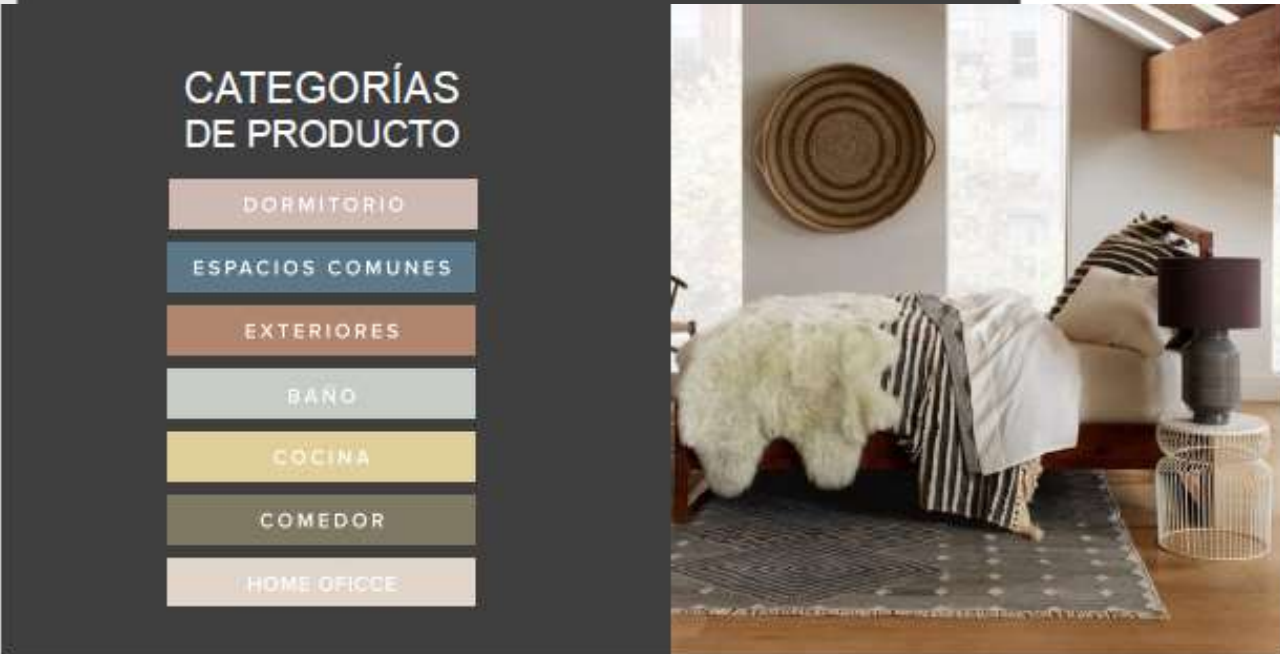 CATEGORÍAS
DE PRODUCTO
DORMITORIO
ESPACIOS COMUNES
EXTERIORES
BAÑO
COCINA
COMEDOR
HOME OFICCE